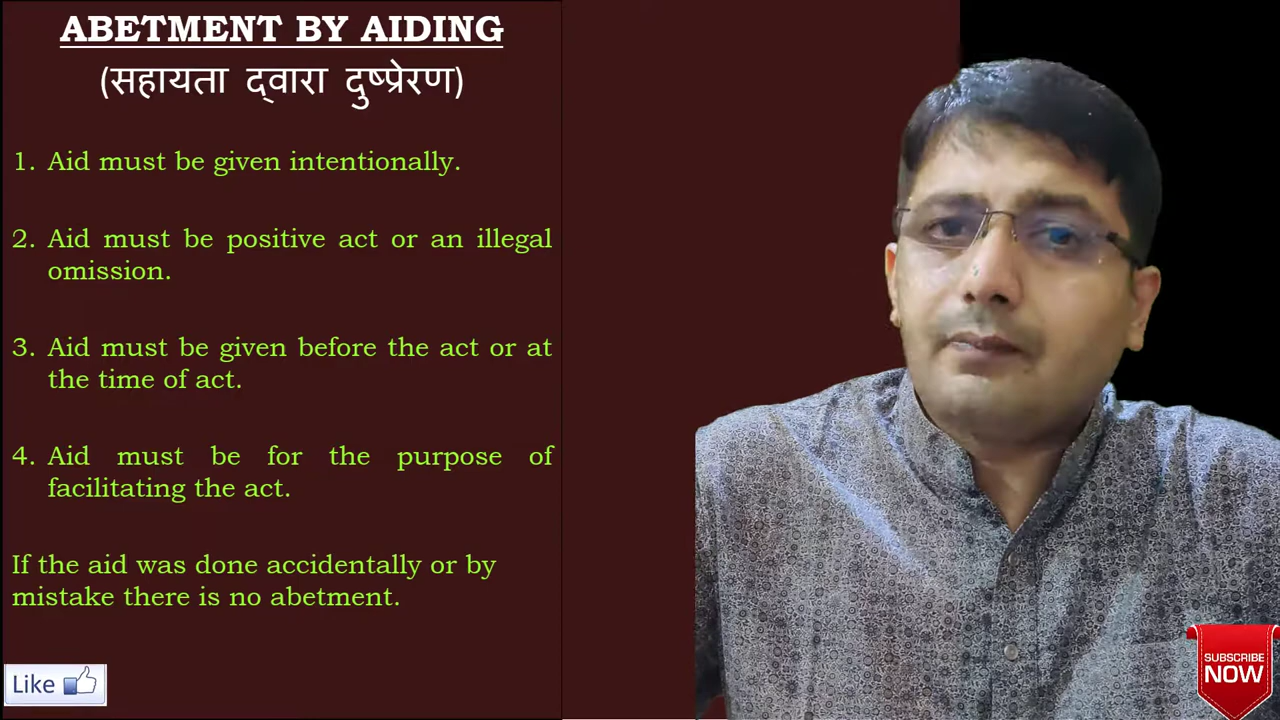 ABETMENT BY AIDING
(सहायता द्वारा दुष्प्रेरण)
1. Aid must be given intentionally.
2. Aid must be positive act or an illegal
omission.
3. Aid must be given before the act or at
the time of act.
4. Aid must be for the purpose of
facilitating the act.
If the aid was done accidentally or by
mistake there is no abetment.
Like
SUBSCRIBE
NOW